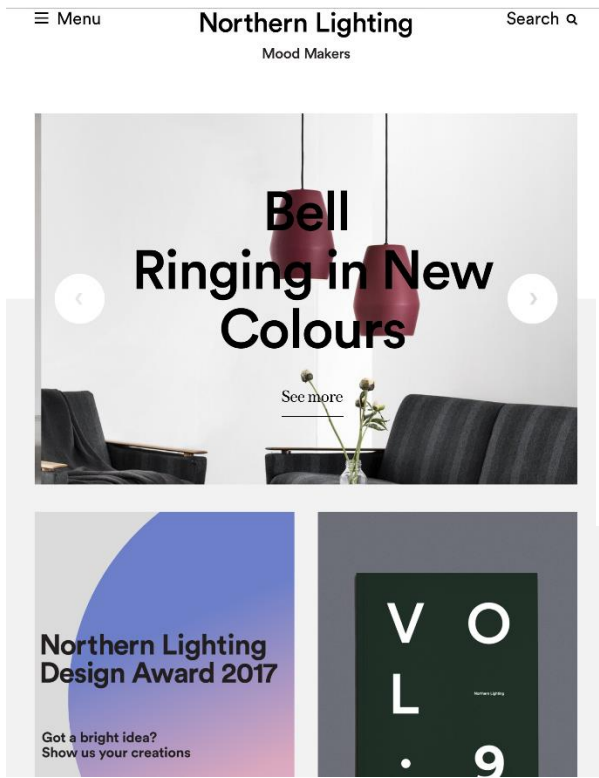 Menu
Northern Lighting
Search
Mood Makers
Bell
Ringing in New
Colours
See more
Northern Lighting
Design Award 2017
Got a bright idea?
Show us your creations
V O
L
Northern Lighting
. 9